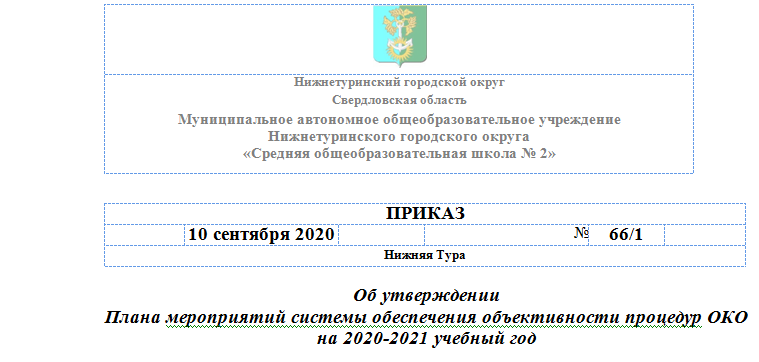 Нижнетуринский городской округ
Свердловская область
Муниципальное автономное общеобразовательное учреждение
Нижнетуринского городского округа
«Средняя общеобразовательная школа № 2»
ПРИКАЗ
10 сентября 2020 № 66/1
Нижняя Тура
Об утверждении
Плана мероприятий системы обеспечения объективности процедур ОКО
на 2020-2021 учебный год